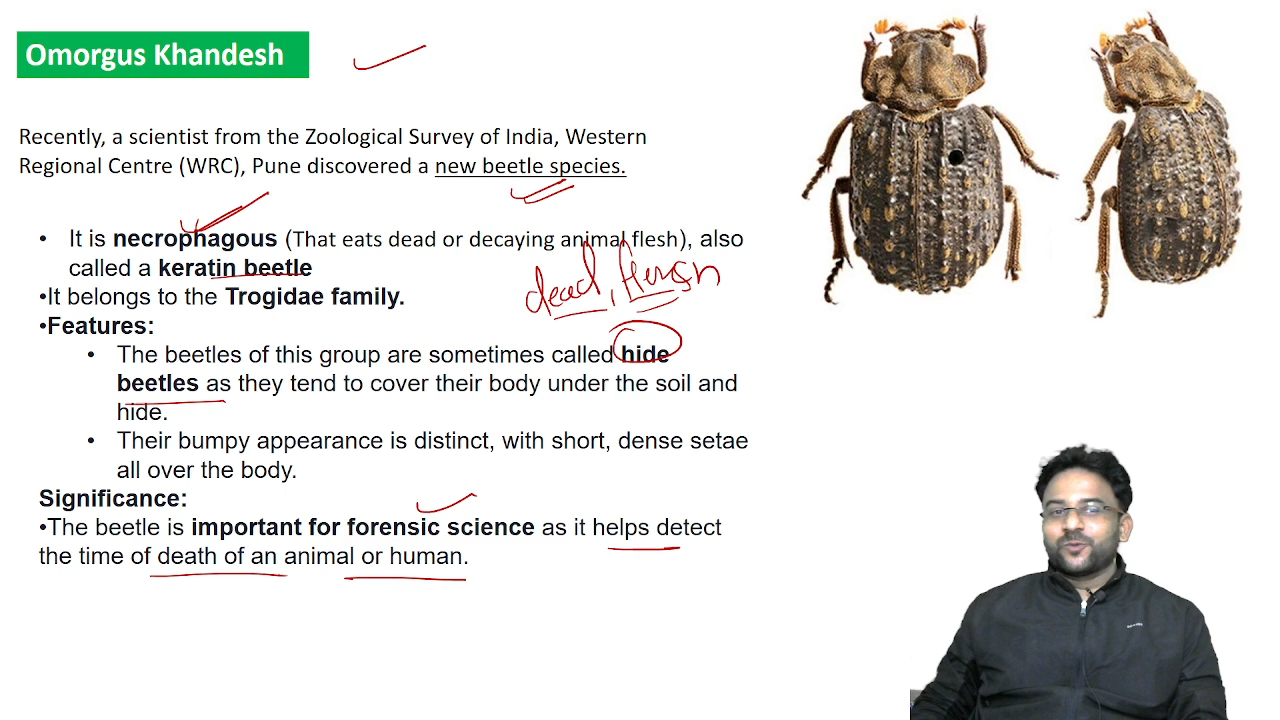 Omorgus Khandesh
Recently, a scientist from the Zoological Survey of India, Western
Regional Centre (WRC), Pune discovered a new beetle species.
• It is necrophagous (That eats dead or decaying animal flesh), also
called a keratin beetle
•It belongs to the Trogidae family.
dead, flersh
•Features:
• The beetles of this group are sometimes called hide
beetles as they tend to cover their body under the soil and
hide.
• Their bumpy appearance is distinct, with short, dense setae
all over the body.
Significance:
•The beetle is important for forensic science as it helps detect
the time of death of an animal or human.